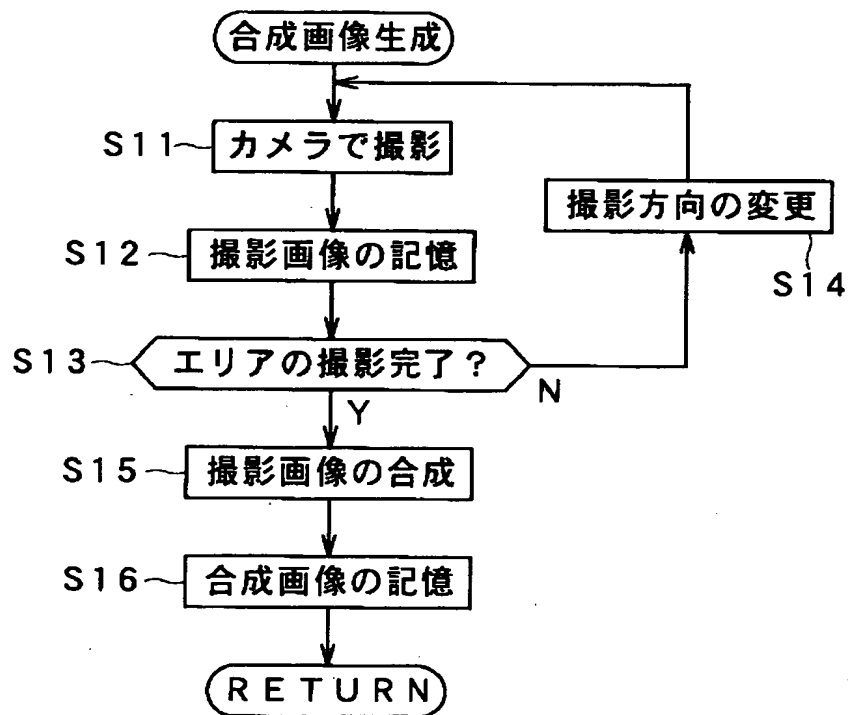 合成画像生成
S11
カメラで撮影
撮影方向の変更
S14
S12
撮影画像の記憶
S13
エリアの撮影完了？
N
Y
S15
撮影画像の合成
S16
合成画像の記憶
RETURN